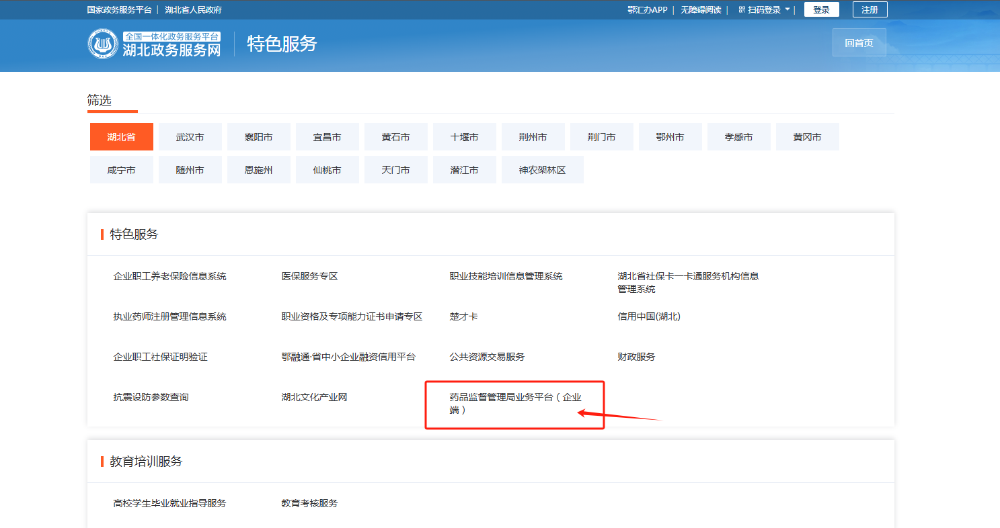 国家政务服务平台 | 湖北省人民政府
鄂汇办APP | 无障碍阅读 | 扫码登录 | 登录 注册
全国一体化政务服务平台
湖北政务服务网
特色服务
回首页
筛选
湖北省 武汉市 襄阳市 宜昌市 黄石市 十堰市 荆州市 荆门市 鄂州市 孝感市 黄冈市
咸宁市 随州市 恩施州 仙桃市 天门市 潜江市 神农架林区
特色服务
企业职工养老保险信息系统 医保服务专区 职业技能培训信息管理系统 湖北省社保卡一卡通服务机构信息
管理系统
执业药师注册管理信息系统 职业资格及专项能力证书申请专区 楚才卡 信用中国(湖北)
企业职工社保证明验证 鄂融通·省中小企业融资信用平台 公共资源交易服务 财政服务
抗震设防参数查询 湖北文化产业网 药品监督管理局业务平台（企业
端）
教育培训服务
高校学生毕业就业指导服务 教育考核服务